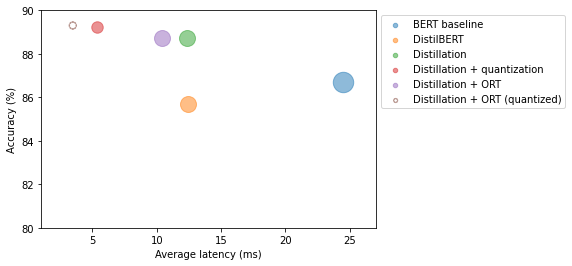 90
88
86
84
82
80
Accuracy (%)
5
10
15
20
25
Average latency (ms)
BERT baseline
DistilBERT
Distillation
Distillation + quantization
Distillation + ORT
Distillation + ORT (quantized)